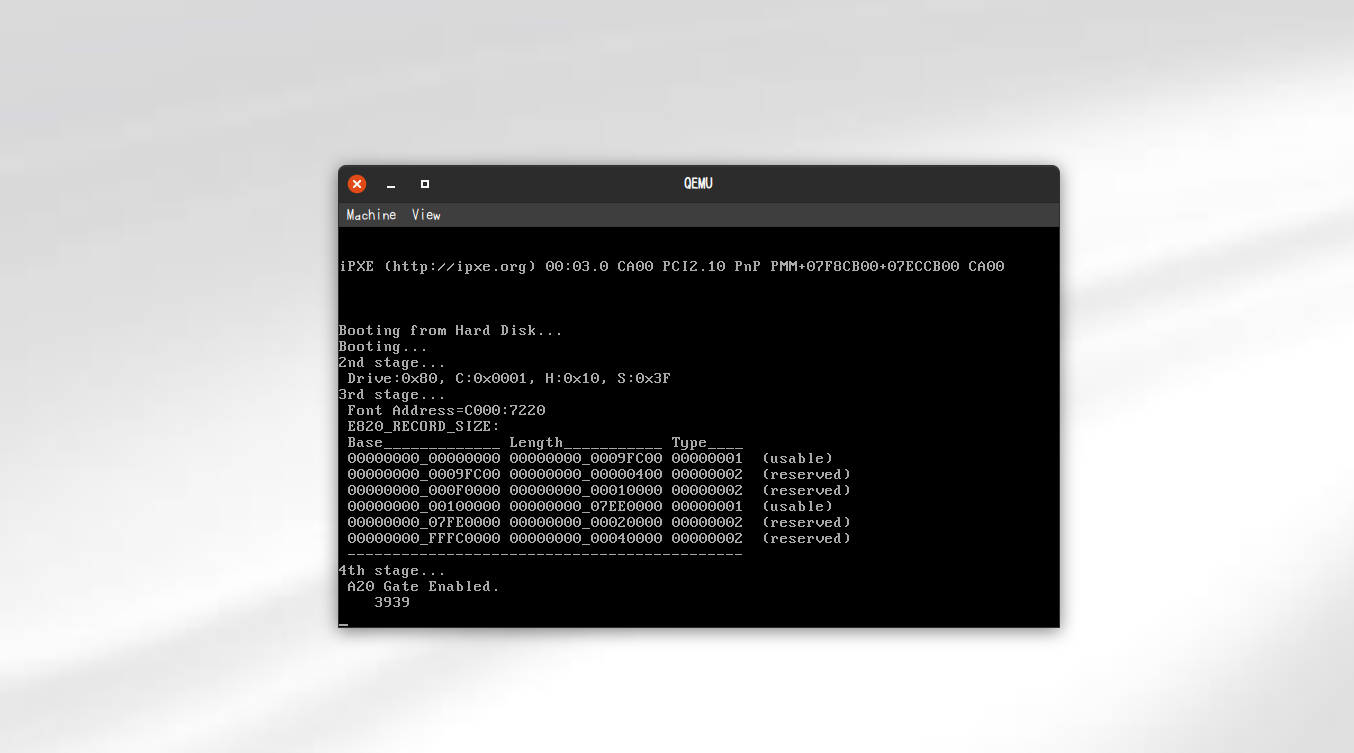 QEMU
Machine View
iPXE (http://ipxe.org) 00:03.0 CA00 PCI2.10 PnP PMM+07F8CB00+07ECCB00 CA00
Booting from Hard Disk...
Booting...
2nd stage...
Drive:0x80, C:0x0001, H:0x10, S:0x3F
3rd stage...
Font Address=C000:7220
E820_RECORD_SIZE:
Base_____________ Length___________ Type____
00000000_00000000 00000000_0009FC00 00000001 (usable)
00000000_0009FC00 00000000_00000400 00000002 (reserved)
00000000_000F0000 00000000_00010000 00000002 (reserved)
00000000_00100000 00000000_07EE0000 00000001 (usable)
00000000_07FE0000 00000000_00020000 00000002 (reserved)
00000000_FFFC0000 00000000_00040000 00000002 (reserved)
--------------------------------------------
4th stage...
A20 Gate Enabled.
3939
_